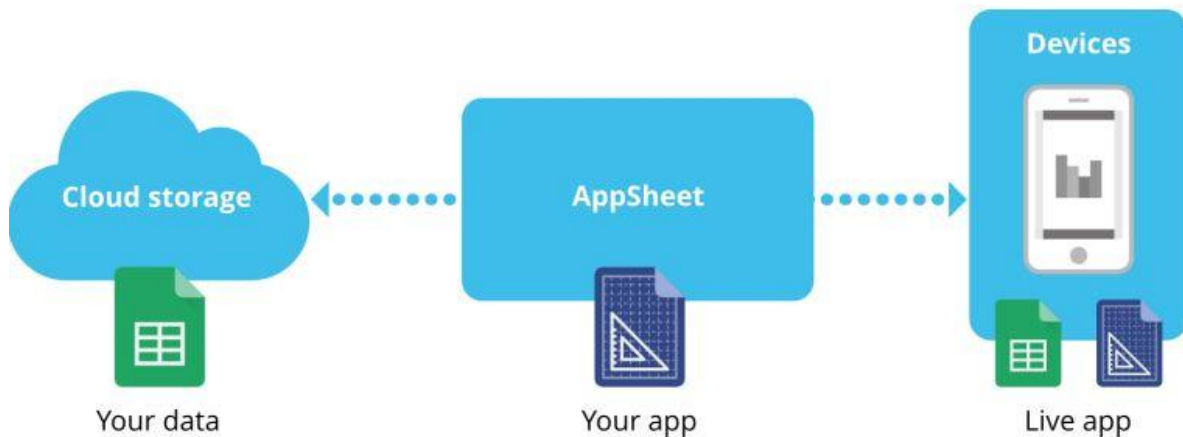 Devices
Cloud storage
AppSheet
Your data
Your app
Live app